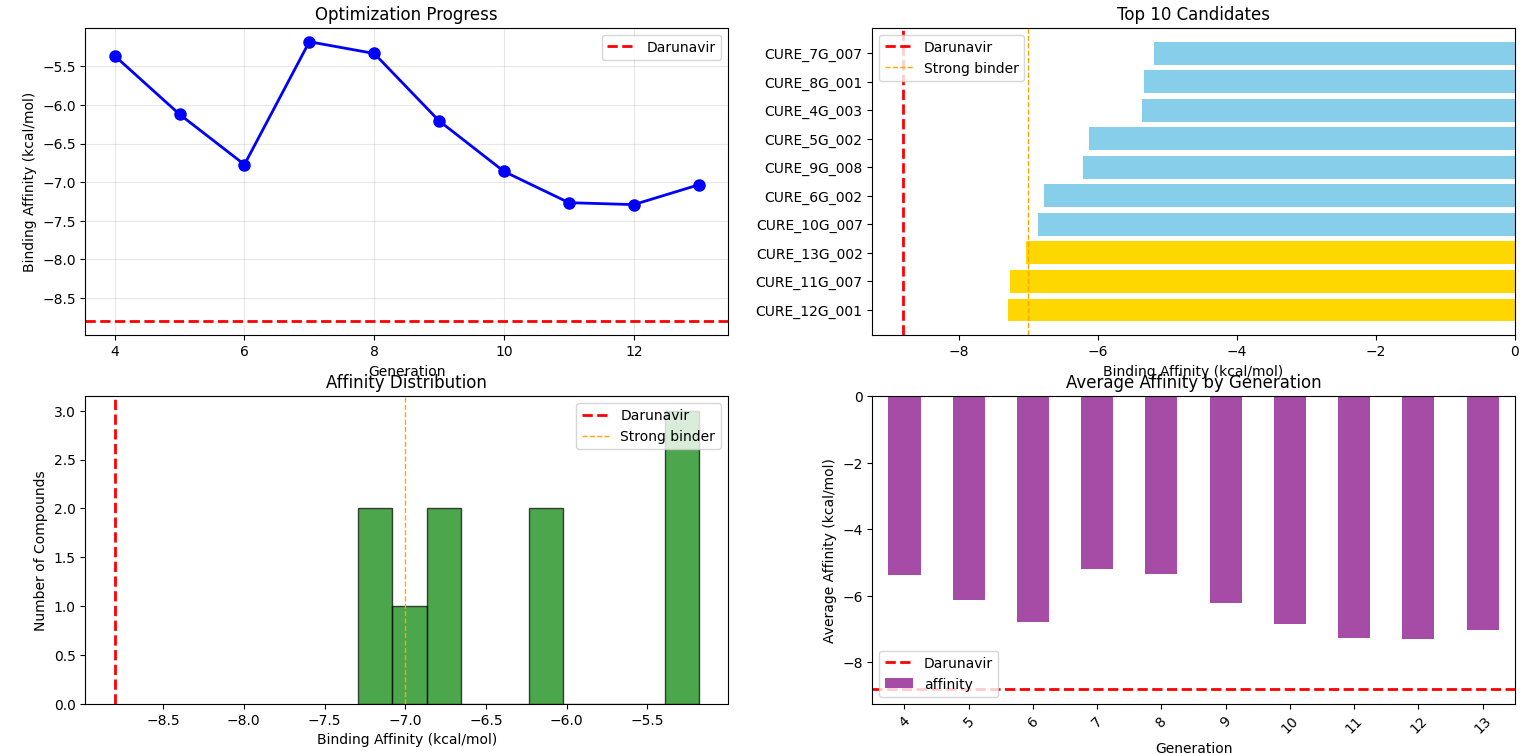 Optimization Progress
Darunavir
Binding Affinity (kcal/mol)
−5.5
−6.0
−6.5
−7.0
−7.5
−8.0
−8.5
4 6 8 10 12
Generation
Top 10 Candidates
Darunavir
Strong binder
CURE_7G_007
CURE_8G_001
CURE_4G_003
CURE_5G_002
CURE_9G_008
CURE_6G_002
CURE_10G_007
CURE_13G_002
CURE_11G_007
CURE_12G_001
−8 −6 −4 −2 0
Binding Affinity (kcal/mol)
Affinity Distribution
Darunavir
Strong binder
Number of Compounds
3.0
2.5
2.0
1.5
1.0
0.5
0.0
−8.5 −8.0 −7.5 −7.0 −6.5 −6.0 −5.5
Binding Affinity (kcal/mol)
Average Affinity by Generation
Average Affinity (kcal/mol)
0
−2
−4
−6
−8
Darunavir
affinity
4 5 6 7 8 9 10 11 12 13
Generation